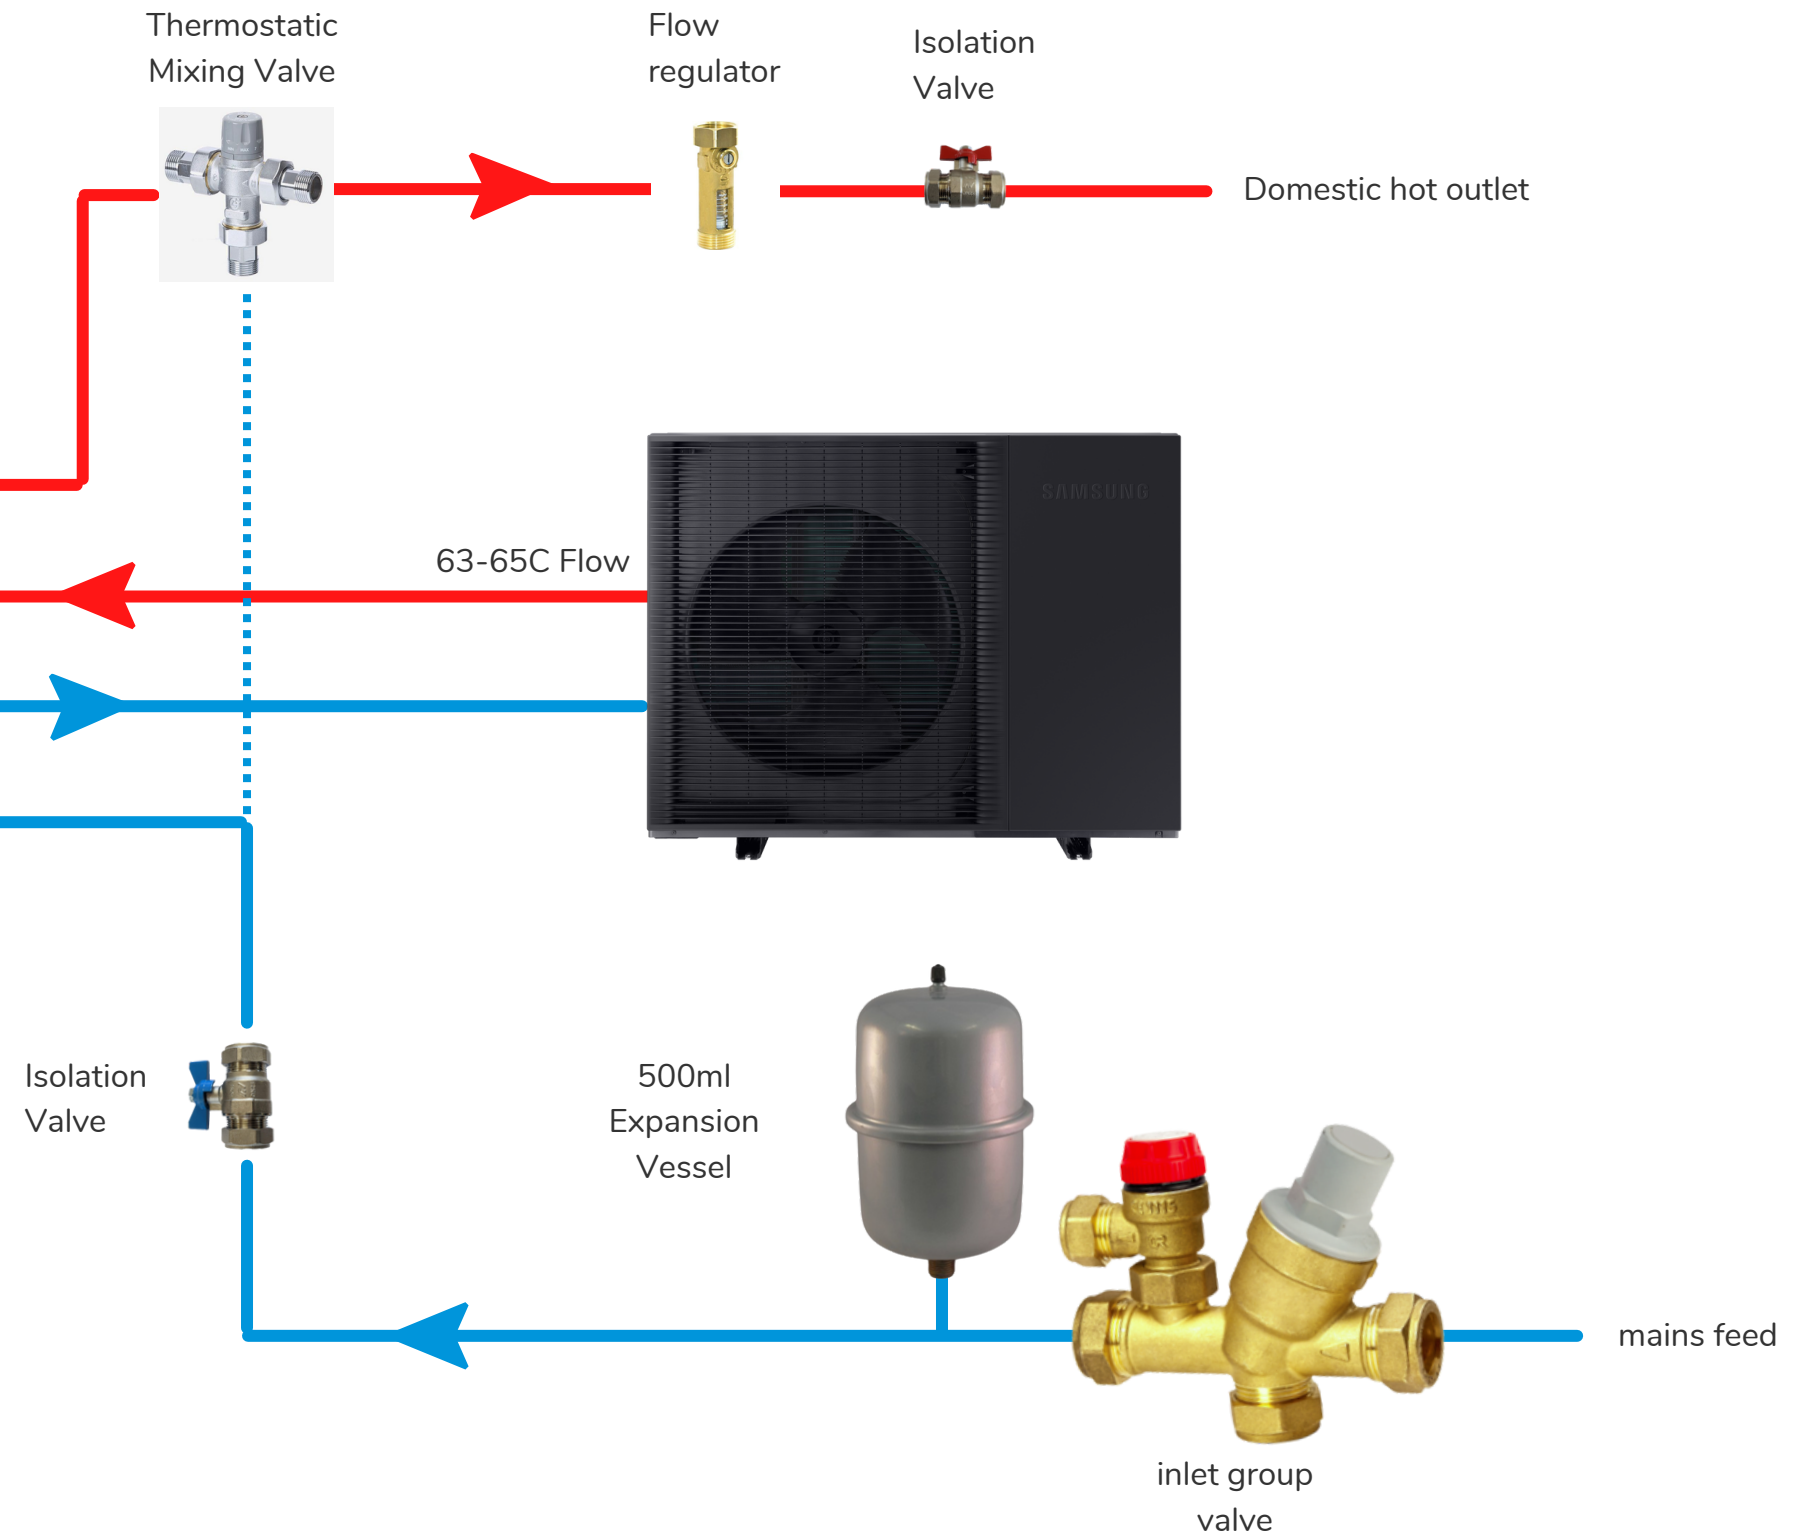 Thermostatic
Mixing Valve
Flow
regulator
Isolation
Valve
Domestic hot outlet
SAMSUNG
63-65C Flow
Isolation
Valve
500ml
Expansion
Vessel
mains feed
inlet group
valve